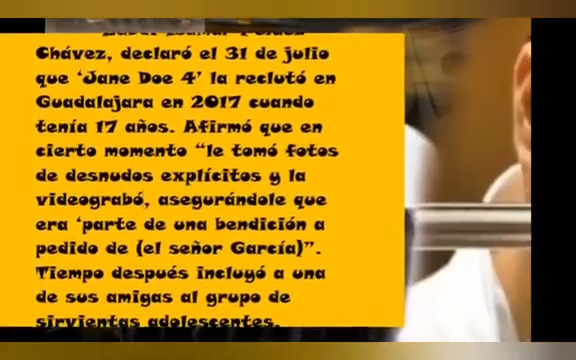 Chávez, declaró el 31 de julio
que ‘Jane Doe 4’ la reclutó en
Guadalajara en 2017 cuando
tenía 17 años. Afirmó que en
cierto momento “le tomó fotos
de desnudos explícitos y la
videograbó, asegurándole que
era ‘parte de una bendición a
pedido de (el señor García)”.
Tiempo después incluyó a una
de sus amigas al grupo de
sirvientas adolescentes.